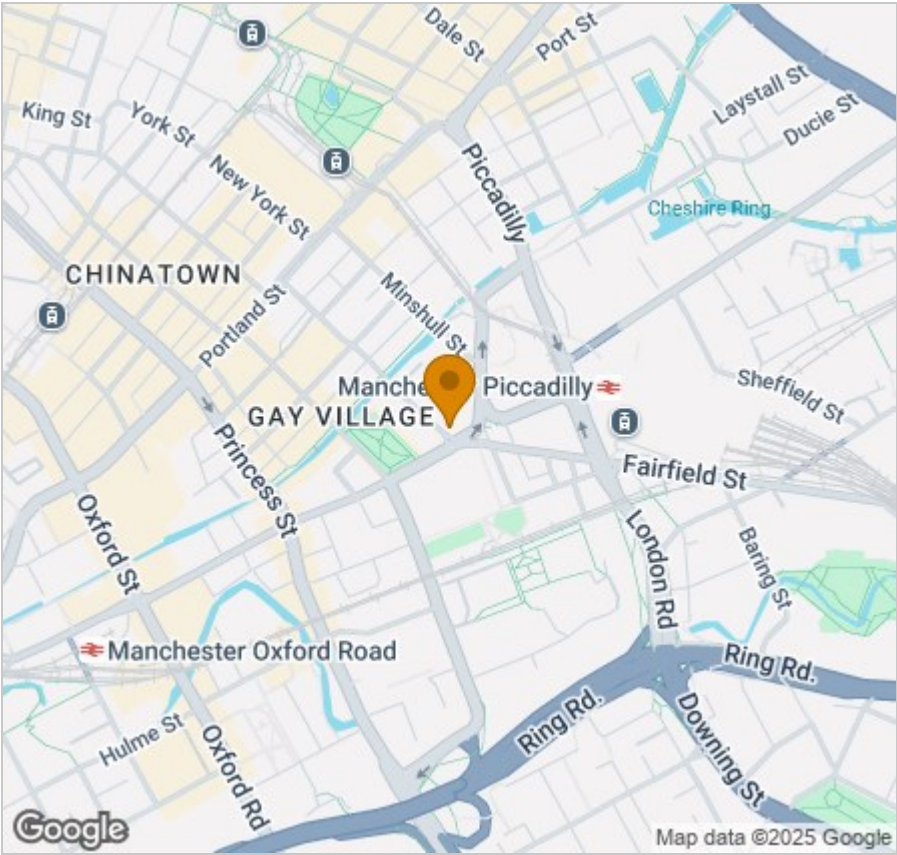 Dale St
Port St
King St
York St
Laystall St
Ducie St
New York St
Piccadilly
Cheshire Ring
CHINATOWN
Minshull St
Portland St
Manche
Piccadilly
Sheffield St
GAY VILLAGE
Princess St
Fairfield St
Oxford St
London Rd
Baring St
Manchester Oxford Road
Ring Rd.
Ring Rd.
Downing St
Hulme St
Oxford Rd
Google
Map data ©2025 Google